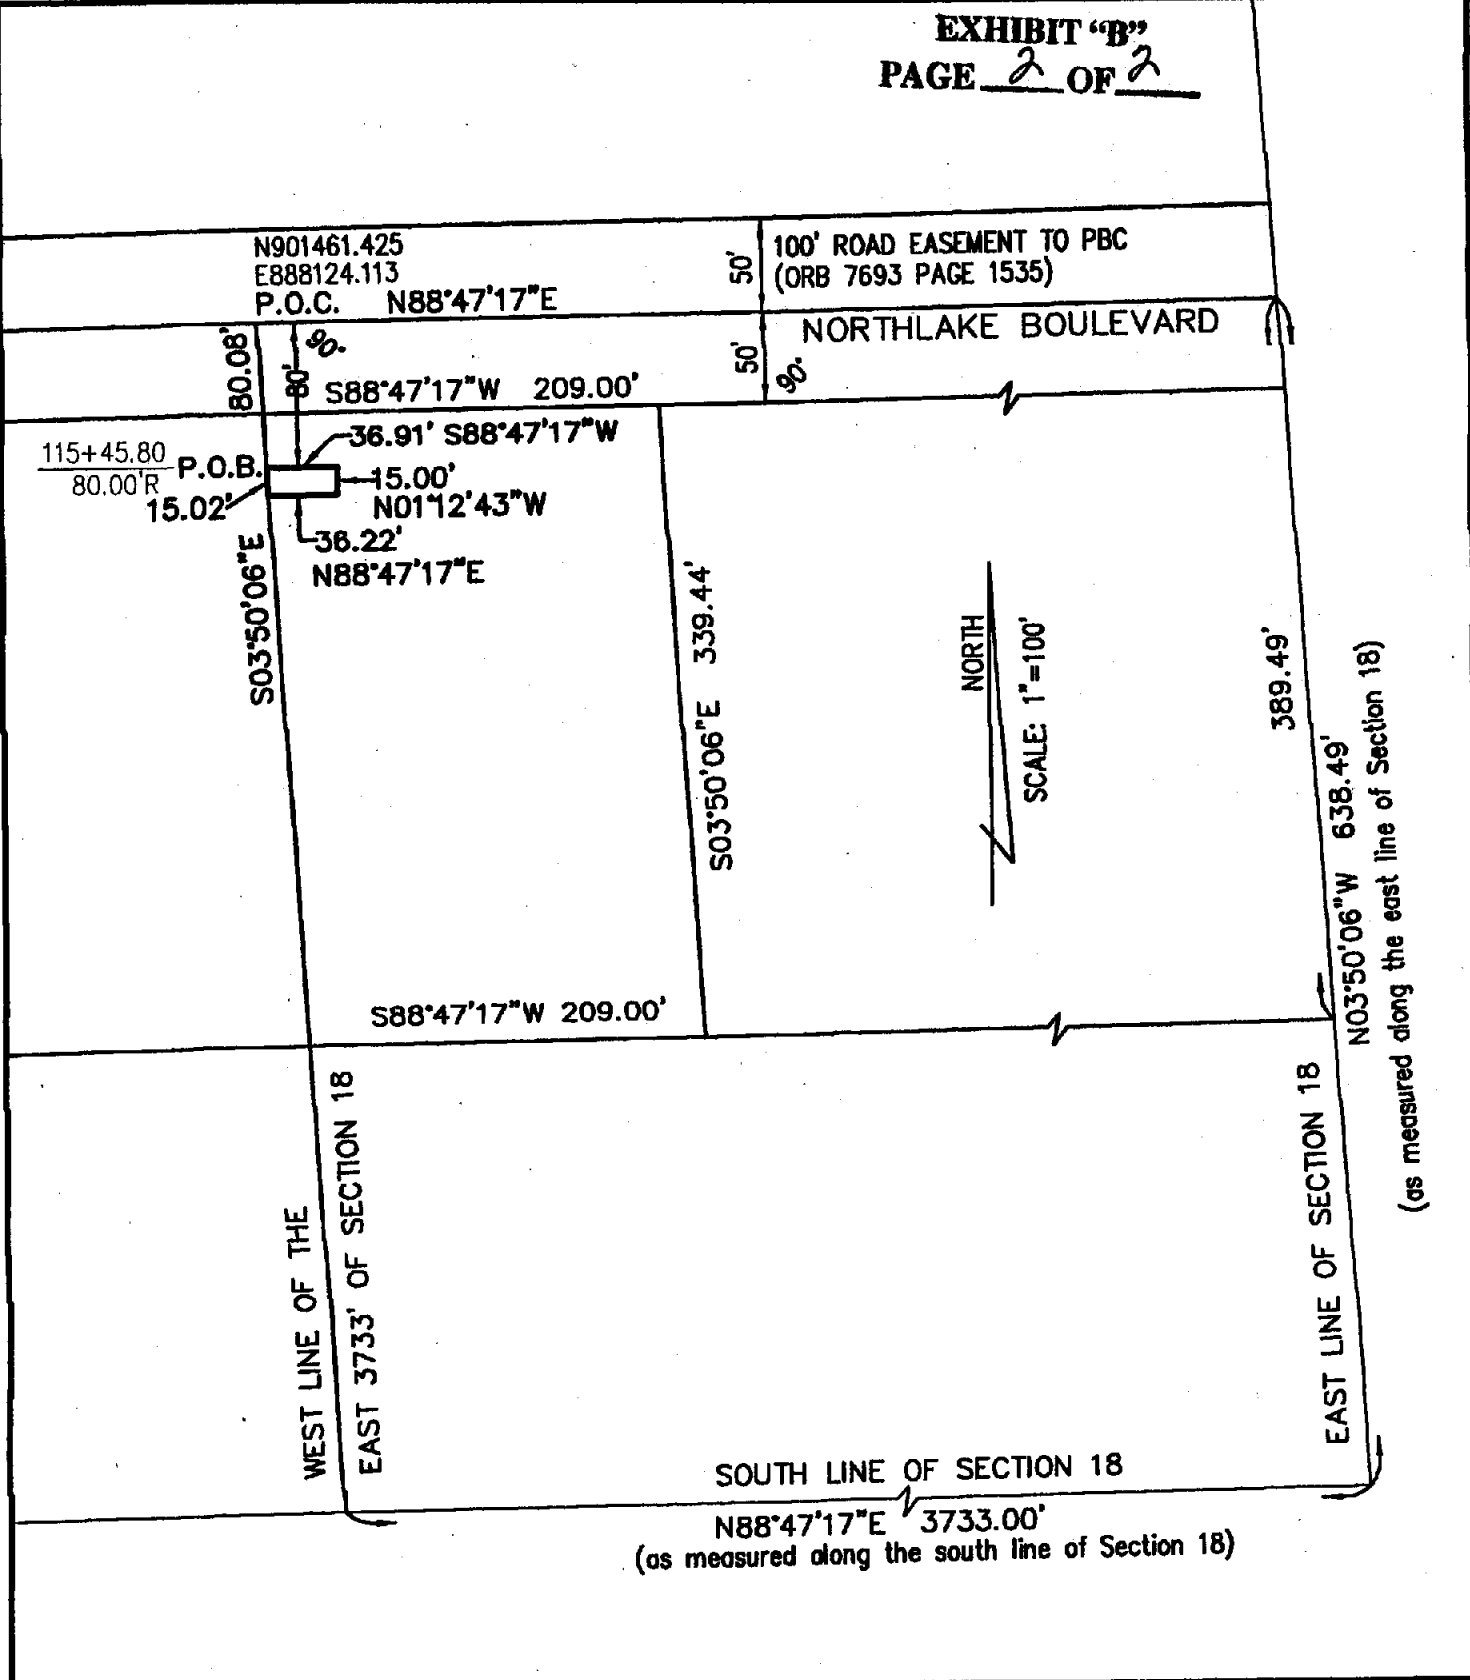 EXHIBIT “B”
PAGE 2 OF 2
N901461.425
E888124.113
P.O.C. N88°47'17"E
100' ROAD EASEMENT TO PBC
(ORB 7693 PAGE 1535)
50'
NORTHLAKE BOULEVARD
80.08'
80'
90°
50'
90°
S88°47'17"W 209.00'
36.91' S88°47'17"W
115+45.80
80.00'R
P.O.B.
15.02'
15.00'
N01°12'43"W
36.22'
N88°47'17"E
S03°50'06"E
S03°50'06"E 339.44'
NORTH
SCALE: 1"=100'
389.49'
N03°50'06"W 638.49'
(as measured along the east line of Section 18)
S88°47'17"W 209.00'
WEST LINE OF THE
EAST 3733' OF SECTION 18
EAST LINE OF SECTION 18
SOUTH LINE OF SECTION 18
N88°47'17"E 3733.00'
(as measured along the south line of Section 18)